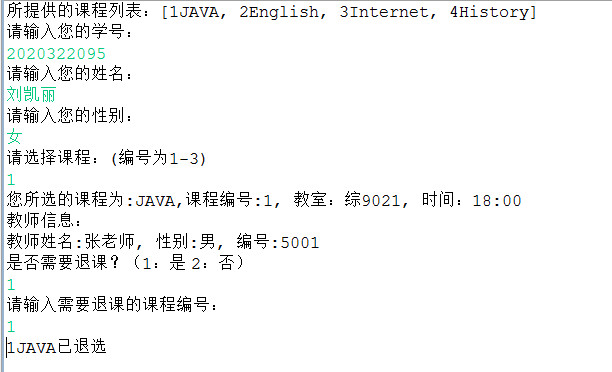 所提供的课程列表：[1JAVA, 2English, 3Internet, 4History]
请输入您的学号：
2020322095
请输入您的姓名：
刘凯丽
请输入您的性别：
女
请选择课程：(编号为1-3)
1
您所选的课程为:JAVA,课程编号:1, 教室：综9021, 时间：18:00
教师信息：
教师姓名:张老师, 性别:男, 编号:5001
是否需要退课？（1：是 2：否）
1
请输入需要退课的课程编号：
1
1JAVA已退选